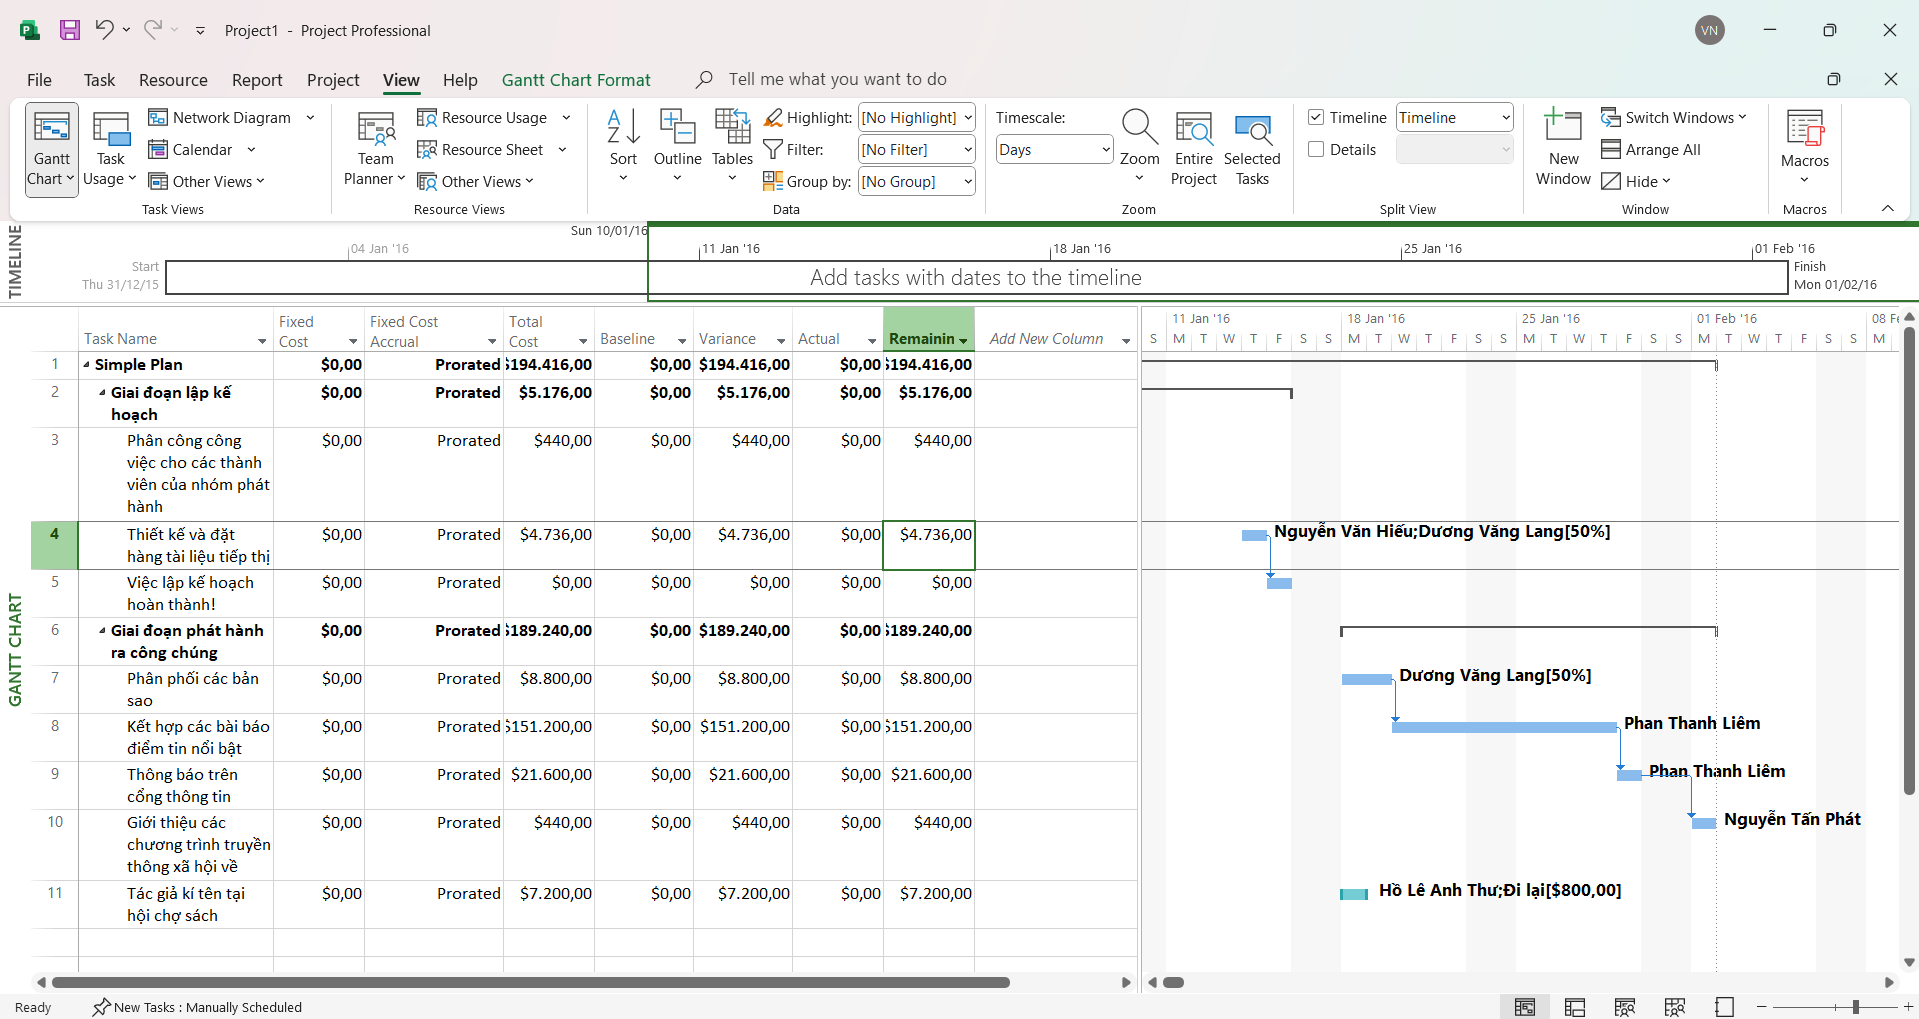 Project1 - Project Professional
VN
File Task Resource Report Project View Help Gantt Chart Format Tell me what you want to do
Gantt Chart
Task Usage
Network Diagram
Calendar
Other Views
Task Views
Team Planner
Resource Usage
Resource Sheet
Other Views
Resource Views
Sort
Outline
Tables
Highlight: [No Highlight]
Filter: [No Filter]
Group by: [No Group]
Data
Timescale:
Days
Zoom
Entire Project
Selected Tasks
Zoom
Timeline Timeline
Details
Split View
New Window
Switch Windows
Arrange All
Hide
Window
Macros
Macros
TIMELINE
Sun 10/01/16
04 Jan '16 11 Jan '16 18 Jan '16 25 Jan '16 01 Feb '16
Start
Thu 31/12/15
Add tasks with dates to the timeline
Finish
Mon 01/02/16
GANTT CHART
Task Name Fixed Cost Fixed Cost Accrual Total Cost Baseline Variance Actual Remainin Add New Column
11 Jan '16 18 Jan '16 25 Jan '16 01 Feb '16 08 Fe
S M T W T F S S M T W T F S S M T W T F S S M T W T F S S M
1 Simple Plan $0,00 Prorated $194.416,00 $0,00 $194.416,00 $0,00 $194.416,00
2 Giai đoạn lập kế $0,00 Prorated $5.176,00 $0,00 $5.176,00 $0,00 $5.176,00
hoạch
3 Phân công công $0,00 Prorated $440,00 $0,00 $440,00 $0,00 $440,00
việc cho các thành
viên của nhóm phát
hành
4 Thiết kế và đặt $0,00 Prorated $4.736,00 $0,00 $4.736,00 $0,00 $4.736,00 Nguyễn Văn Hiếu;Dương Văng Lang[50%]
hàng tài liệu tiếp thị
5 Việc lập kế hoạch $0,00 Prorated $0,00 $0,00 $0,00 $0,00 $0,00
hoàn thành!
6 Giai đoạn phát hành $0,00 Prorated $189.240,00 $0,00 $189.240,00 $0,00 $189.240,00
ra công chúng
7 Phân phối các bản $0,00 Prorated $8.800,00 $0,00 $8.800,00 $0,00 $8.800,00 Dương Văng Lang[50%]
sao
8 Kết hợp các bài báo $0,00 Prorated $151.200,00 $0,00 $151.200,00 $0,00 $151.200,00 Phan Thanh Liêm
điểm tin nổi bật
9 Thông báo trên $0,00 Prorated $21.600,00 $0,00 $21.600,00 $0,00 $21.600,00 Phan Thanh Liêm
cổng thông tin
10 Giới thiệu các $0,00 Prorated $440,00 $0,00 $440,00 $0,00 $440,00 Nguyễn Tấn Phát
chương trình truyền
thông xã hội về
11 Tác giả kí tên tại $0,00 Prorated $7.200,00 $0,00 $7.200,00 $0,00 $7.200,00 Hồ Lê Anh Thư;Đi lại[$800,00]
hội chợ sách
Ready New Tasks : Manually Scheduled